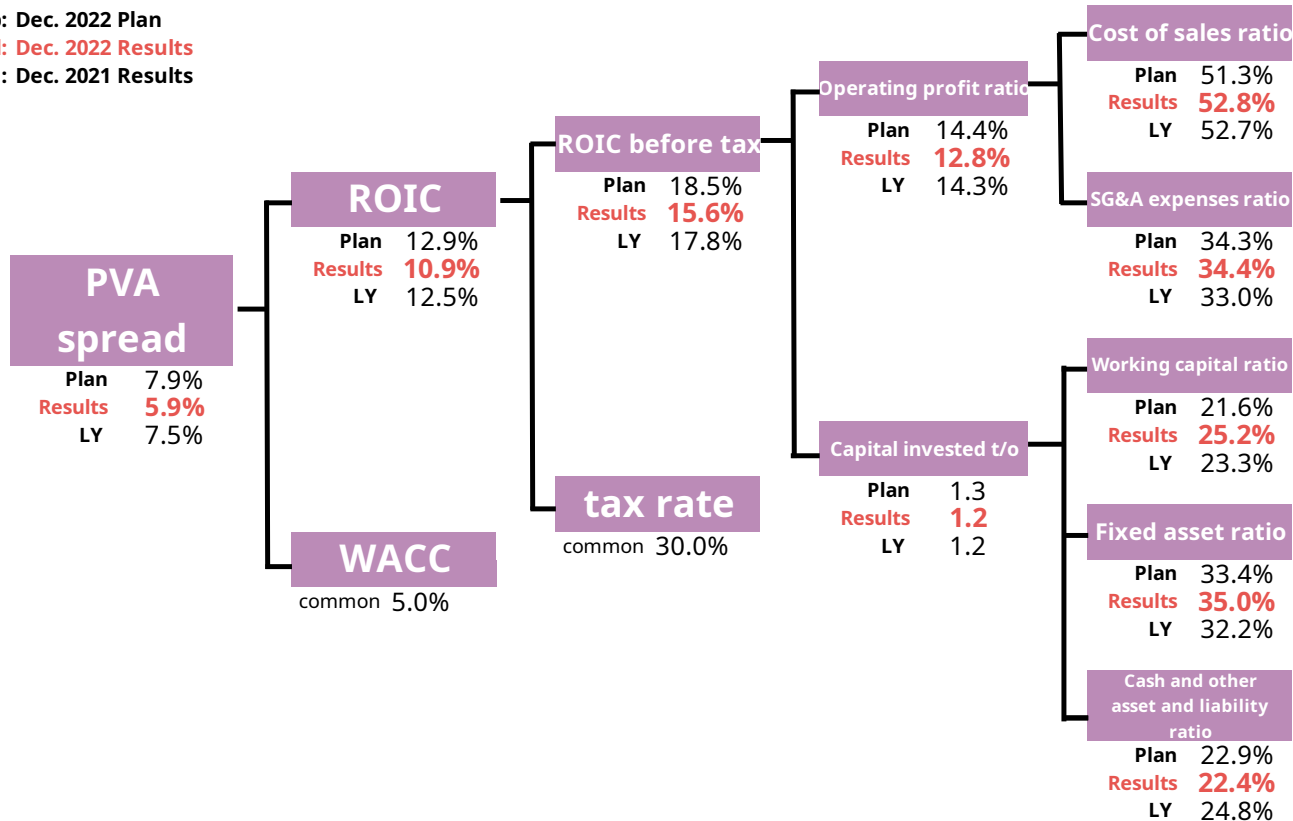 : Dec. 2022 Plan
: Dec. 2022 Results
: Dec. 2021 Results
PVA
spread
Plan 7.9%
Results 5.9%
LY 7.5%
ROIC
Plan 12.9%
Results 10.9%
LY 12.5%
WACC
common 5.0%
ROIC before tax
Plan 18.5%
Results 15.6%
LY 17.8%
tax rate
common 30.0%
Operating profit ratio
Plan 14.4%
Results 12.8%
LY 14.3%
Capital invested t/o
Plan 1.3
Results 1.2
LY 1.2
Cost of sales ratio
Plan 51.3%
Results 52.8%
LY 52.7%
SG&A expenses ratio
Plan 34.3%
Results 34.4%
LY 33.0%
Working capital ratio
Plan 21.6%
Results 25.2%
LY 23.3%
Fixed asset ratio
Plan 33.4%
Results 35.0%
LY 32.2%
Cash and other
asset and liability
ratio
Plan 22.9%
Results 22.4%
LY 24.8%